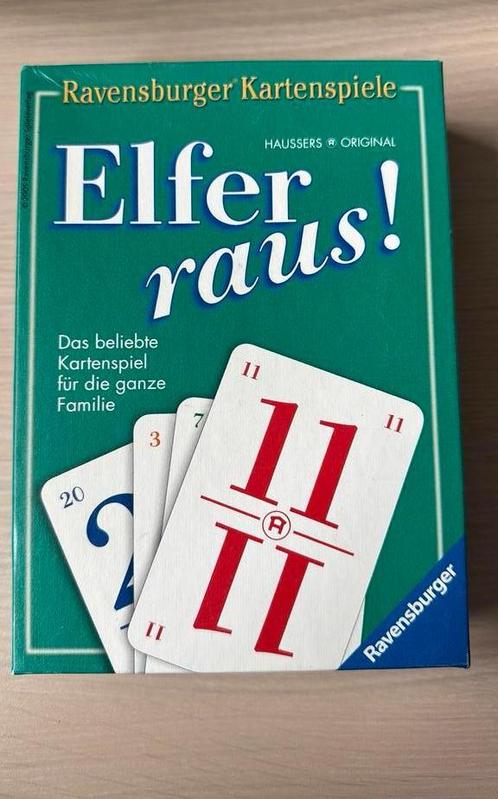 Ravensburger® Kartenspiele
HAUSSERS ® ORIGINAL
Elfer
raus!
Das beliebte
Kartenspiel
für die ganze
Familie
20
3
7
11
11
11
11
11
Ravensburger